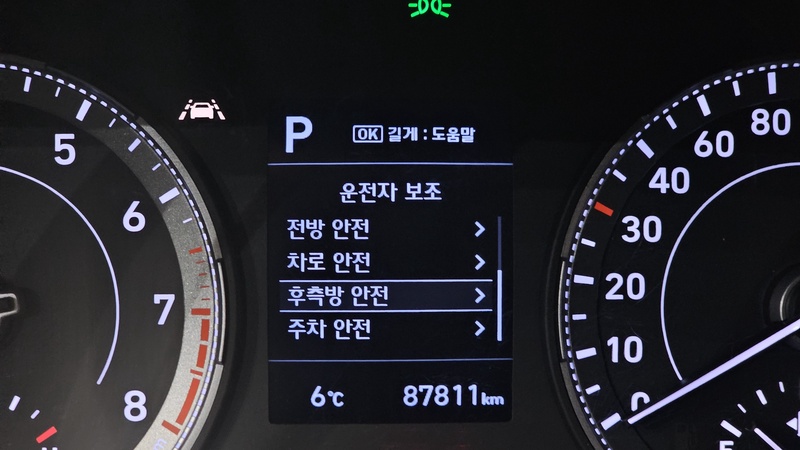 P OK 길게 : 도움말
운전자 보조
전방 안전
차로 안전
후측방 안전
주차 안전
6℃ 87811km
5
6
7
8
80
60
40
30
20
10
0
5